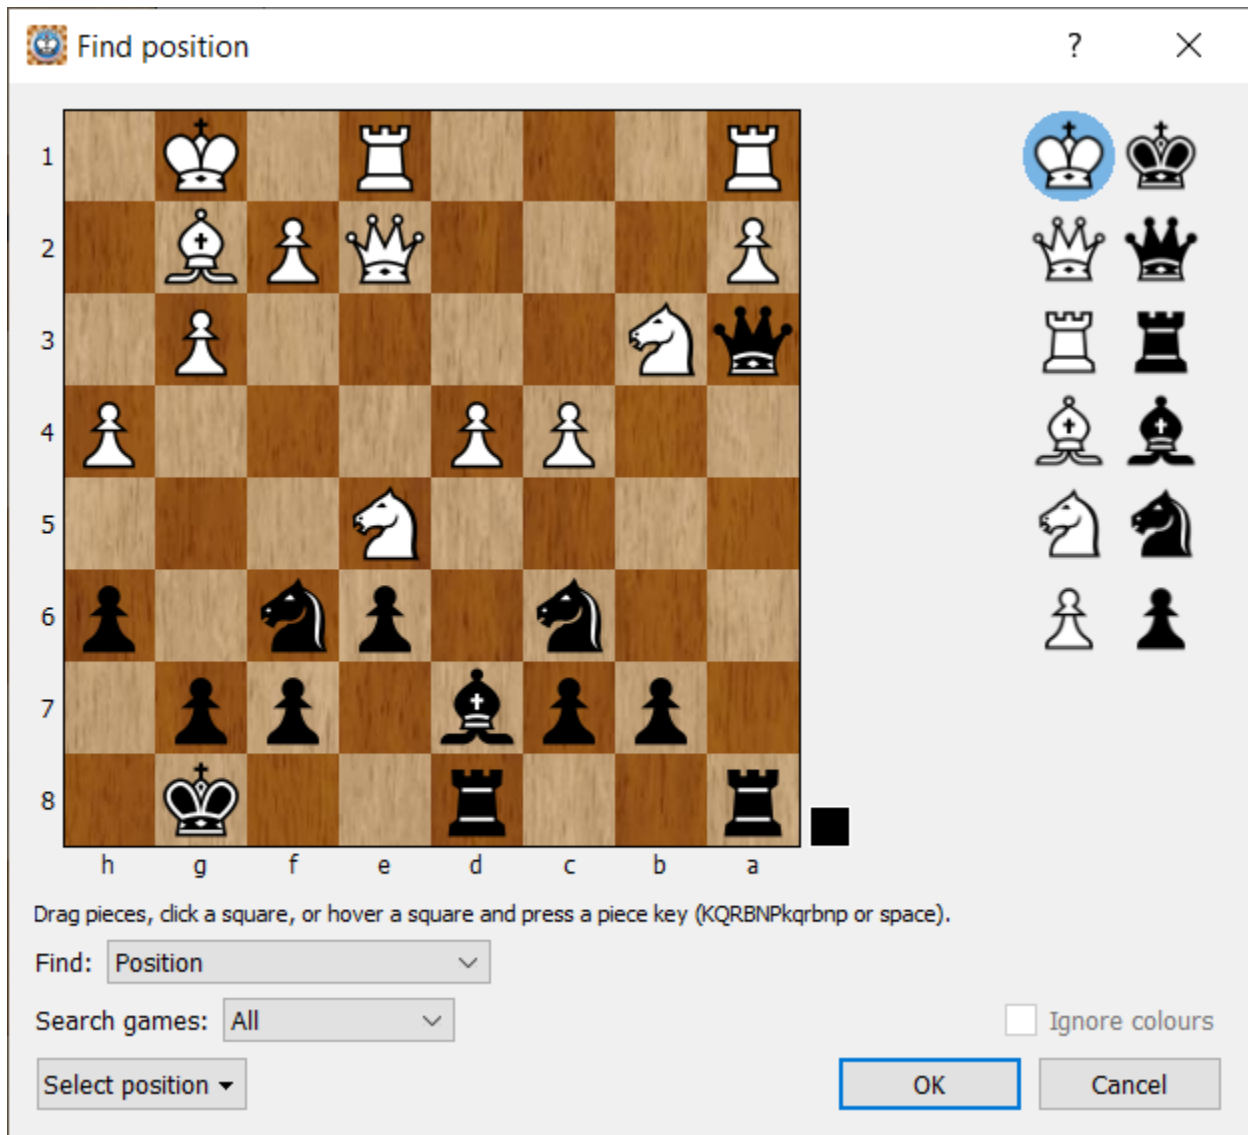 Find position
?
1
2
3
4
5
6
7
8
h g f e d c b a
Drag pieces, click a square, or hover a square and press a piece key (KQRBNPkqrbnp or space).
Find: Position
Search games: All
Ignore colours
Select position
OK
Cancel